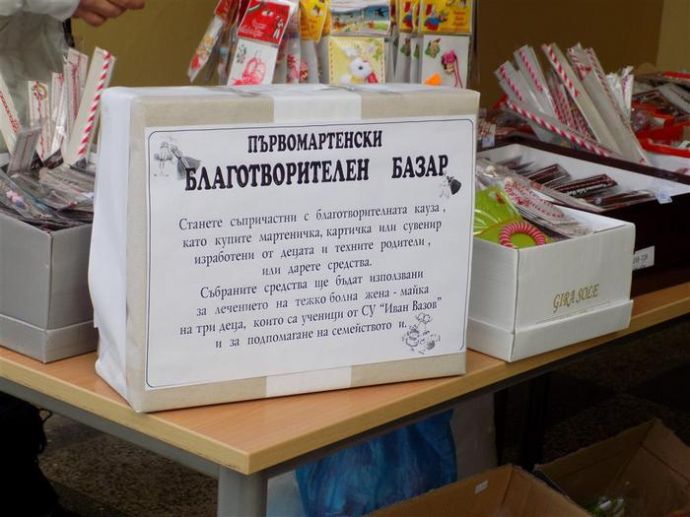 ПЪРВОМАРТЕНСКИ
БЛАГОТВОРИТЕЛЕН БАЗАР
Станете съпричастни с благотворителната кауза ,
като купите мартеничка, картичка или сувенир
изработени от децата и техните родители ,
или дарете средства.
Събраните средства ще бъдат използвани
за лечението на тежко болна жена - майка
на три деца, които са ученици от СУ "Иван Вазов"
и за подпомагане на семейството и.
GIRA SOLE